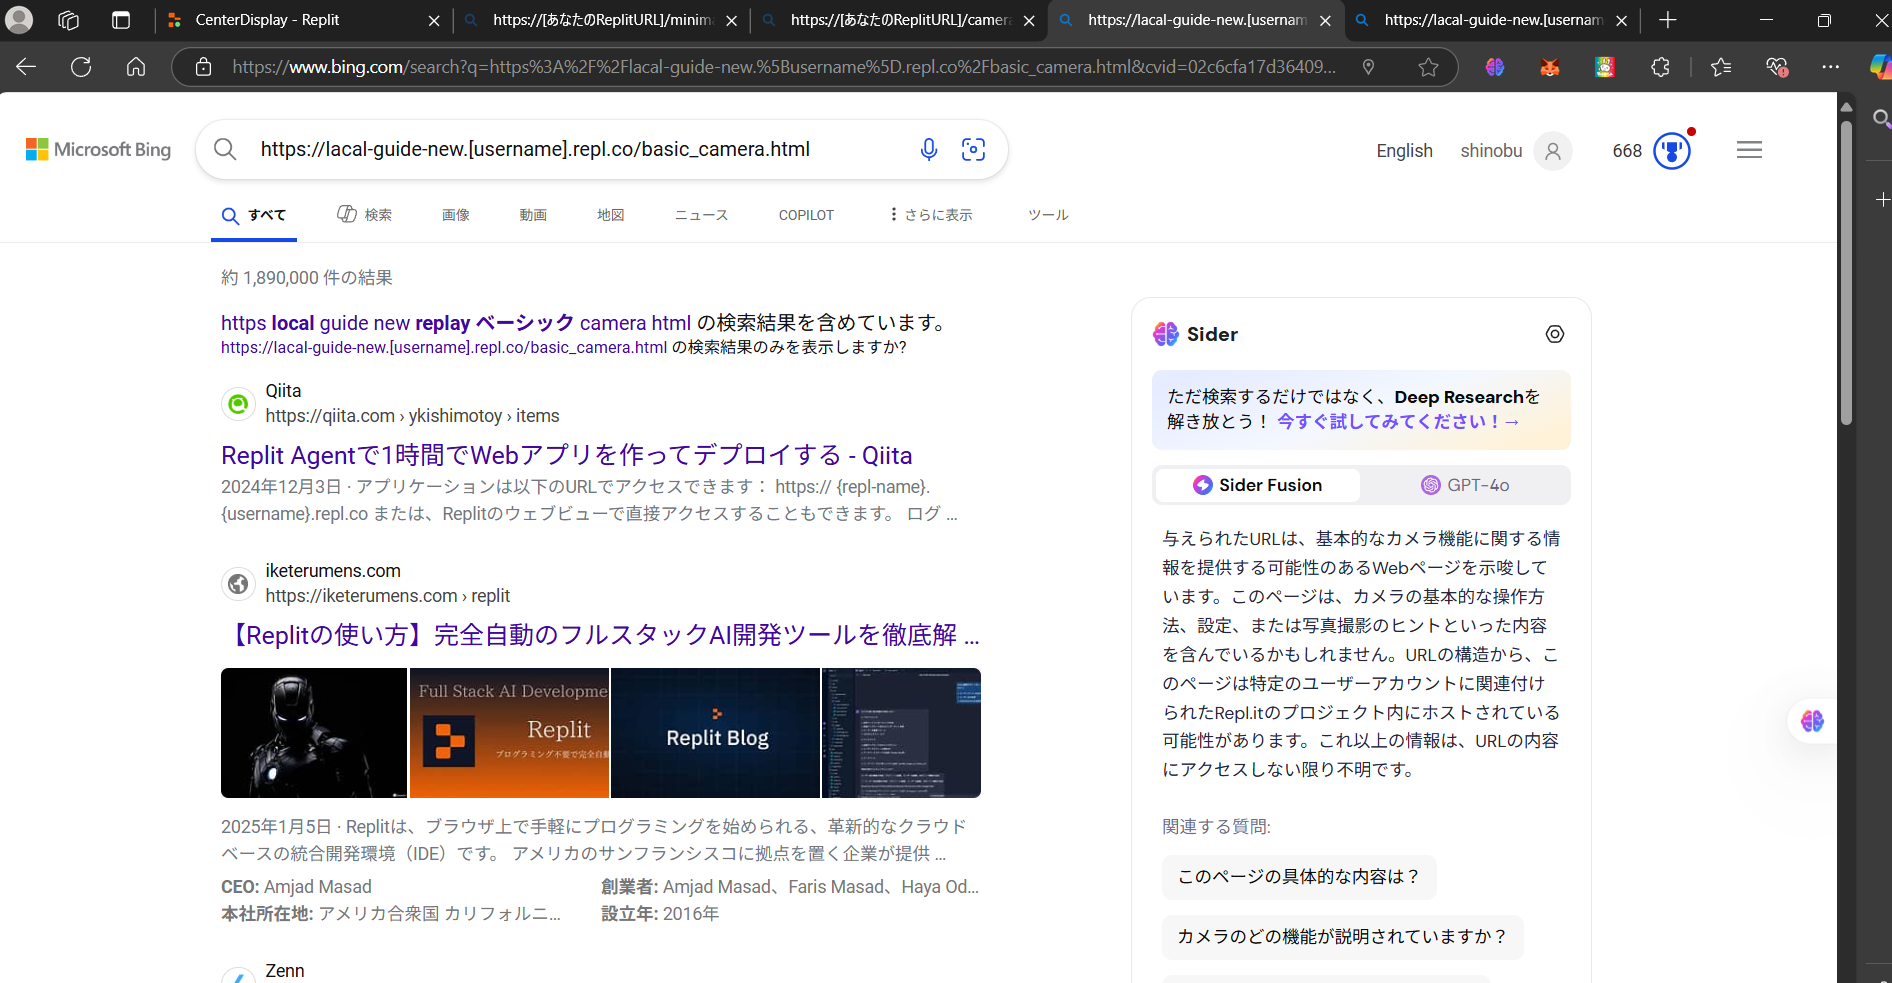 CenterDisplay - Replit
https://[あなたのReplitURL]/minima
https://[あなたのReplitURL]/camera
https://lacal-guide-new.[usernam
https://lacal-guide-new.[usernam
https://www.bing.com/search?q=https%3A%2F%2Flacal-guide-new.%5Busername%5D.repl.co%2Fbasic_camera.html&cvid=02c6cfa17d36409...
Microsoft Bing
https://lacal-guide-new.[username].repl.co/basic_camera.html
English
shinobu
668
すべて
検索
画像
動画
地図
ニュース
COPILOT
さらに表示
ツール
約 1,890,000 件の結果
https local guide new replay ベーシック camera html の検索結果を含めています。
https://lacal-guide-new.[username].repl.co/basic_camera.html の検索結果のみを表示しますか?
Qiita
https://qiita.com › ykishimotoy › items
Replit Agentで1時間でWebアプリを作ってデプロイする - Qiita
2024年12月3日 · アプリケーションは以下のURLでアクセスできます： https:// {repl-name}.
{username}.repl.co または、Replitのウェブビューで直接アクセスすることもできます。 ログ ...
iketerumens.com
https://iketerumens.com › replit
【Replitの使い方】完全自動のフルスタックAI開発ツールを徹底解 ...
Full Stack AI Developme
Replit
プログラミング不要で完全自動
Replit Blog
2025年1月5日 · Replitは、ブラウザ上で手軽にプログラミングを始められる、革新的なクラウド
ベースの統合開発環境（IDE）です。 アメリカのサンフランシスコに拠点を置く企業が提供 ...
CEO: Amjad Masad
創業者: Amjad Masad、Faris Masad、Haya Od...
本社所在地: アメリカ合衆国 カリフォルニ...
設立年: 2016年
Zenn
Sider
ただ検索するだけではなく、Deep Researchを
解き放とう！ 今すぐ試してみてください！→
Sider Fusion
GPT-4o
与えられたURLは、基本的なカメラ機能に関する情
報を提供する可能性のあるWebページを示唆して
います。このページは、カメラの基本的な操作方
法、設定、または写真撮影のヒントといった内容
を含んでいるかもしれません。URLの構造から、こ
のページは特定のユーザーアカウントに関連付け
られたRepl.itのプロジェクト内にホストされている
可能性があります。これ以上の情報は、URLの内容
にアクセスしない限り不明です。
関連する質問:
このページの具体的な内容は？
カメラのどの機能が説明されていますか？